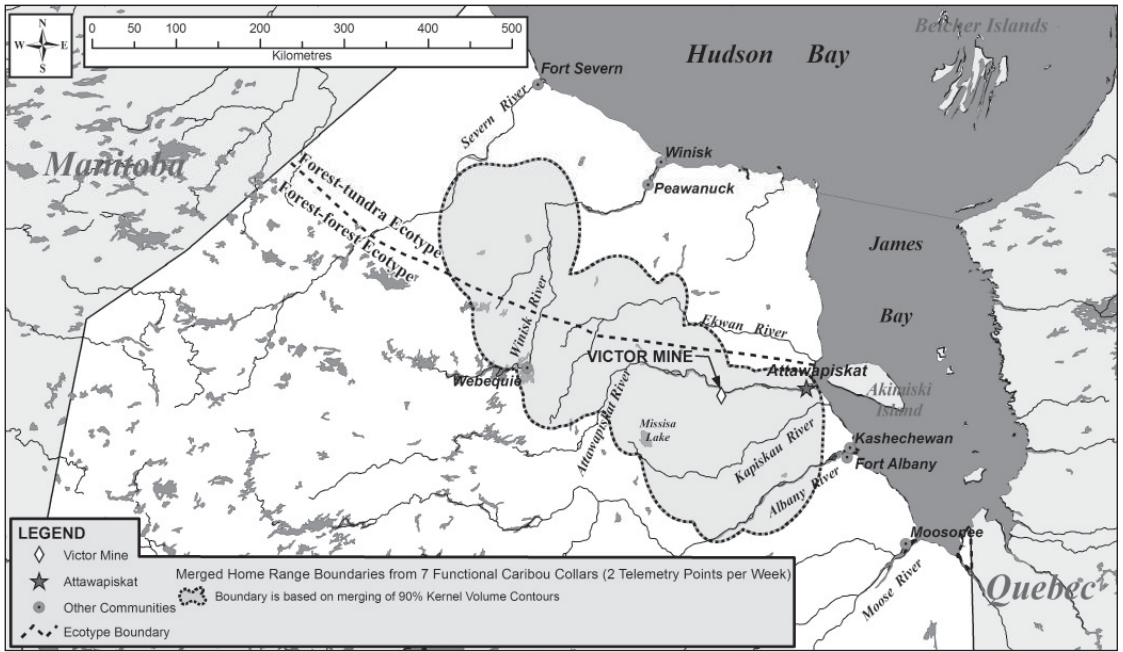 N
W E
S
0 50 100 200 300 400 500
Kilometres
Belcher Islands
Hudson Bay
Fort Severn
Severn River
Winisk
Peawanuck
Manitoba
Forest-tundra Ecotype
Forest-forest Ecotype
James
Bay
Winisk River
Ekwan River
VICTOR MINE
Attawapiskat
Webequie
Akimiski
Island
Attawapiskat River
Missisa
Lake
Kapiskau River
Kashechewan
Fort Albany
Albany River
Moosonee
Moose River
Quebec
LEGEND
Victor Mine
Attawapiskat
Other Communities
Ecotype Boundary
Merged Home Range Boundaries from 7 Functional Caribou Collars (2 Telemetry Points per Week)
Boundary is based on merging of 90% Kernel Volume Contours